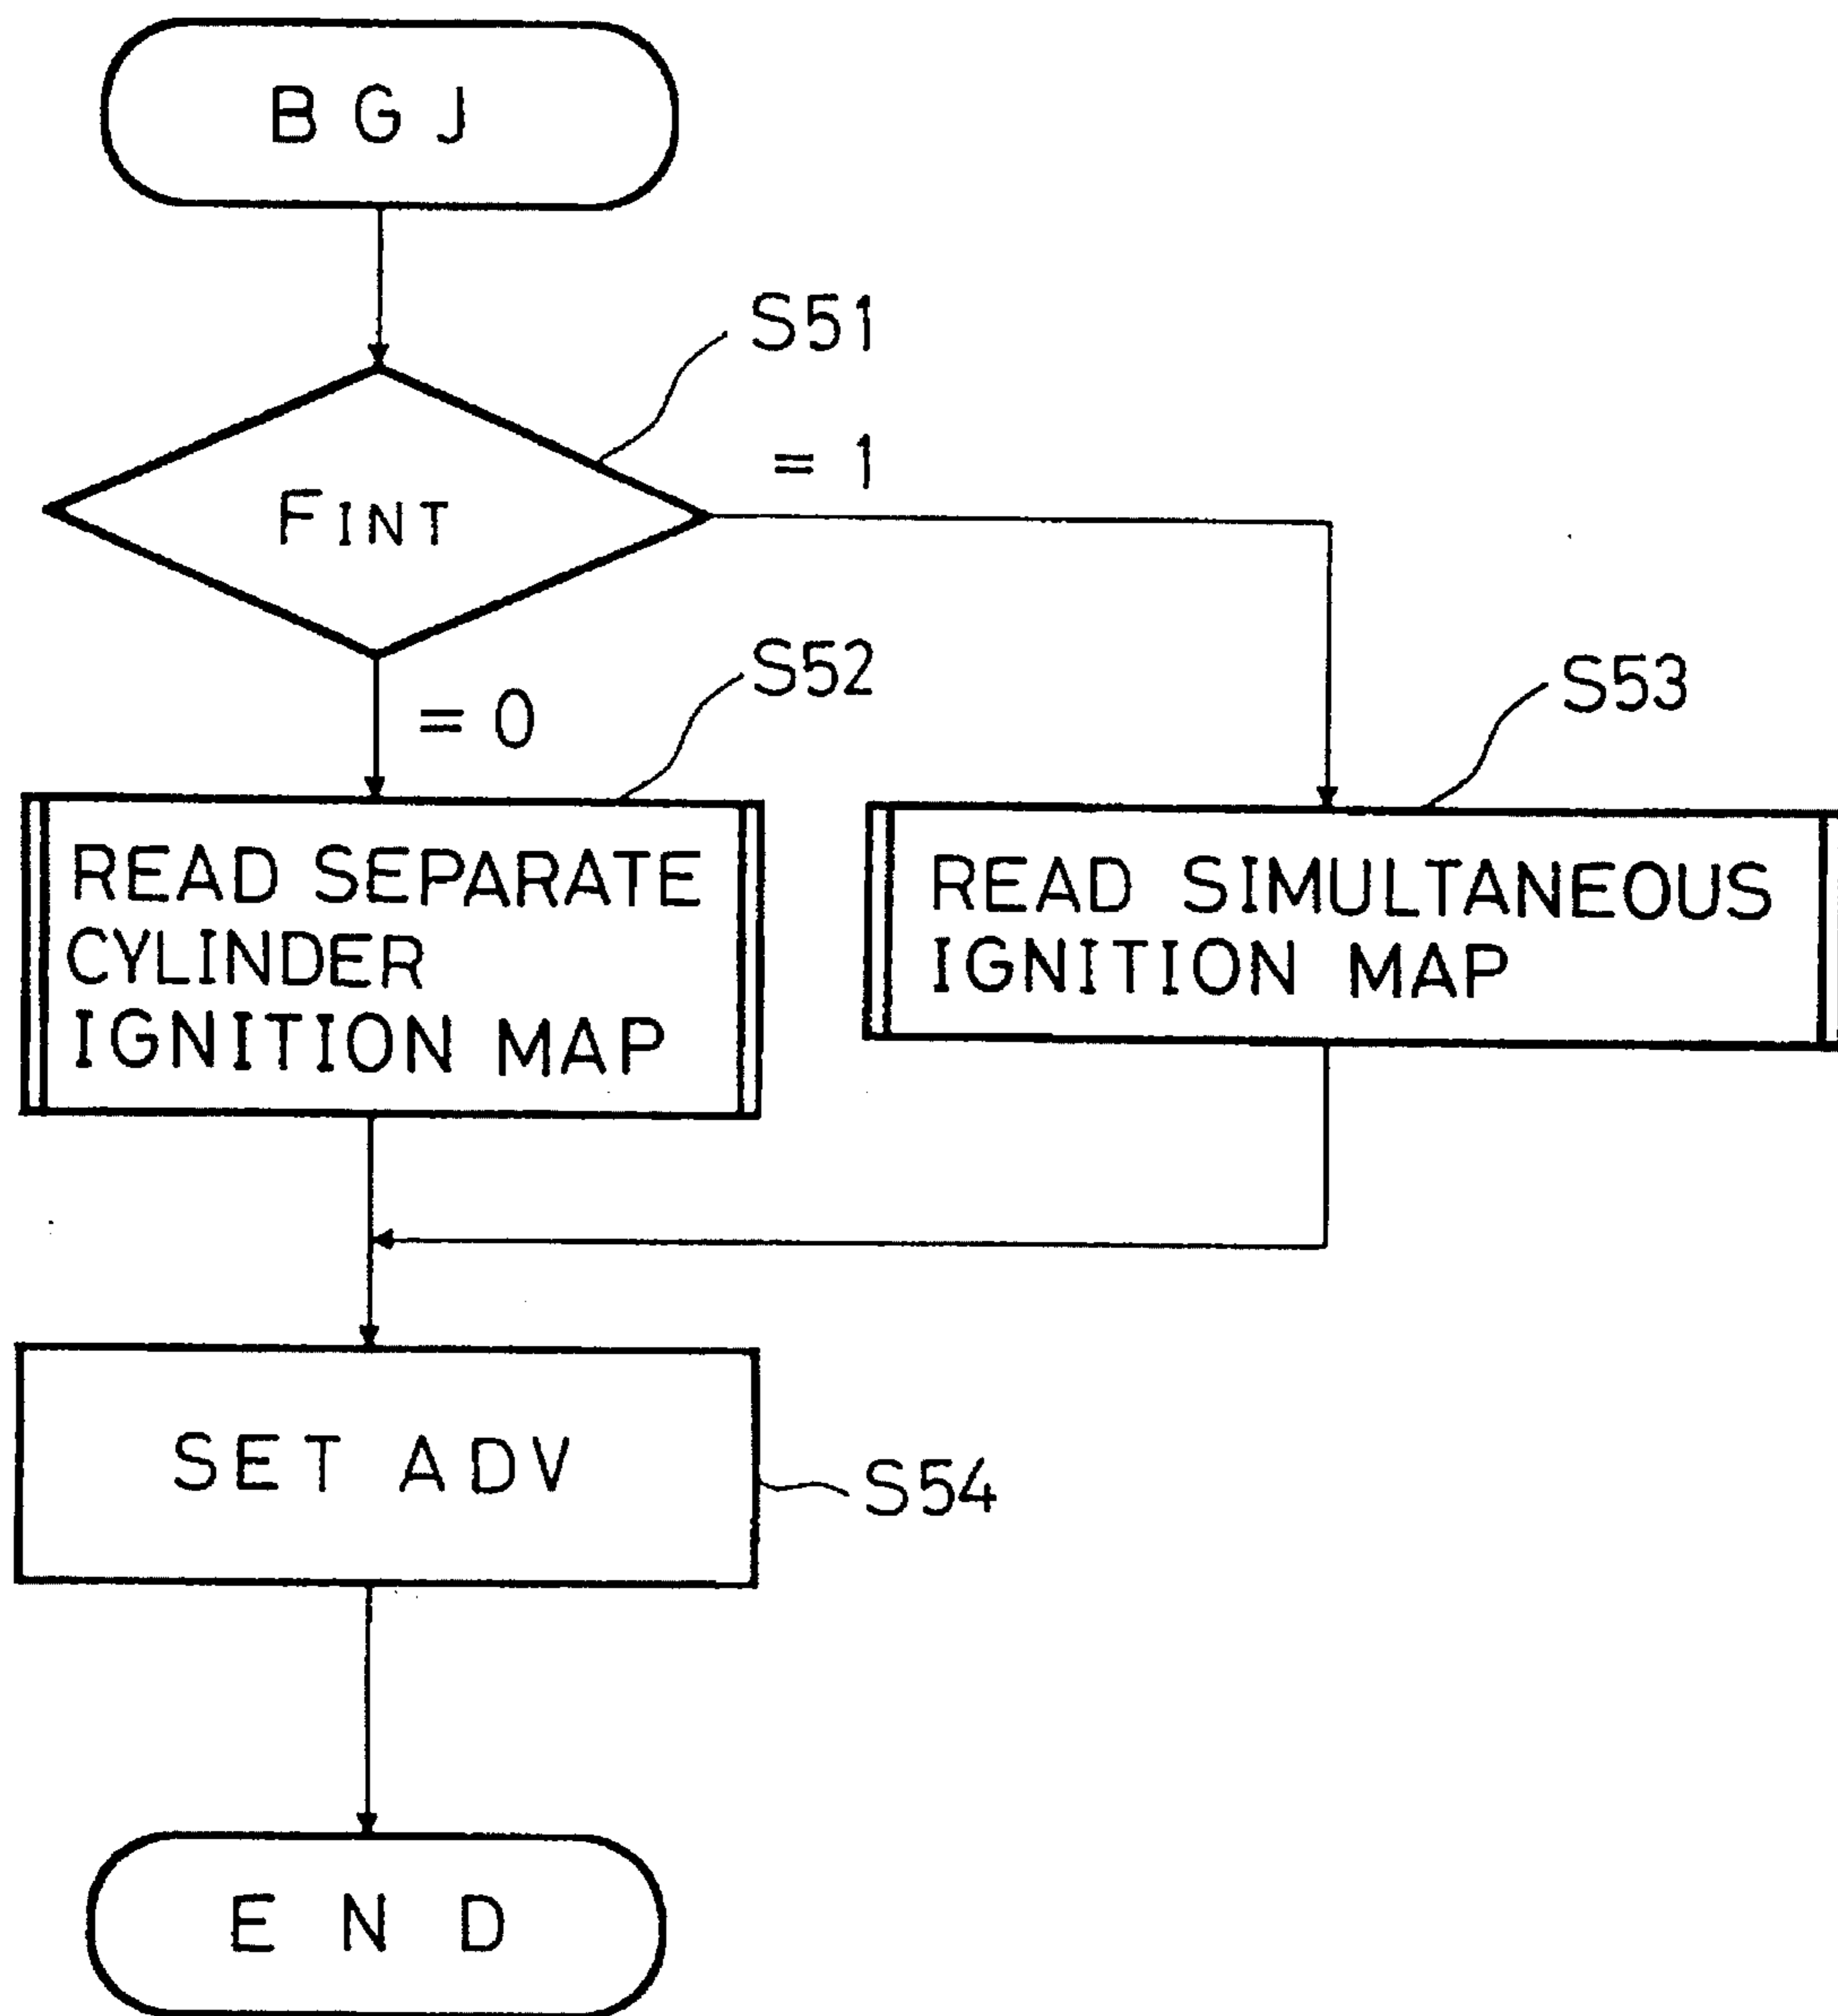 BGJ
S51
= 1
FINT
S52
= 0
S53
READ SEPARATE
CYLINDER
IGNITION MAP
READ SIMULTANEOUS
IGNITION MAP
SET ADV
S54
END